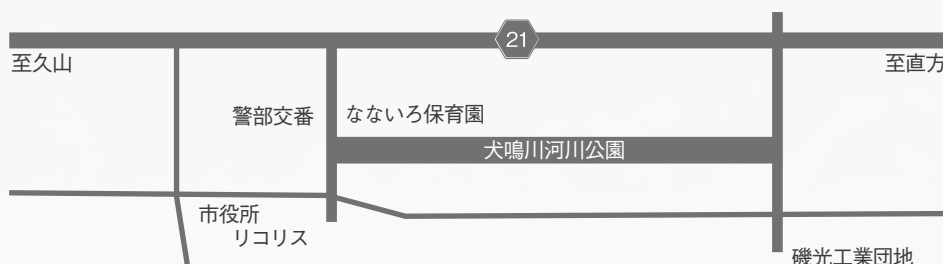 21
至久山
至直方
警部交番
なないろ保育園
犬鳴川河川公園
市役所
リコリス
磯光工業団地